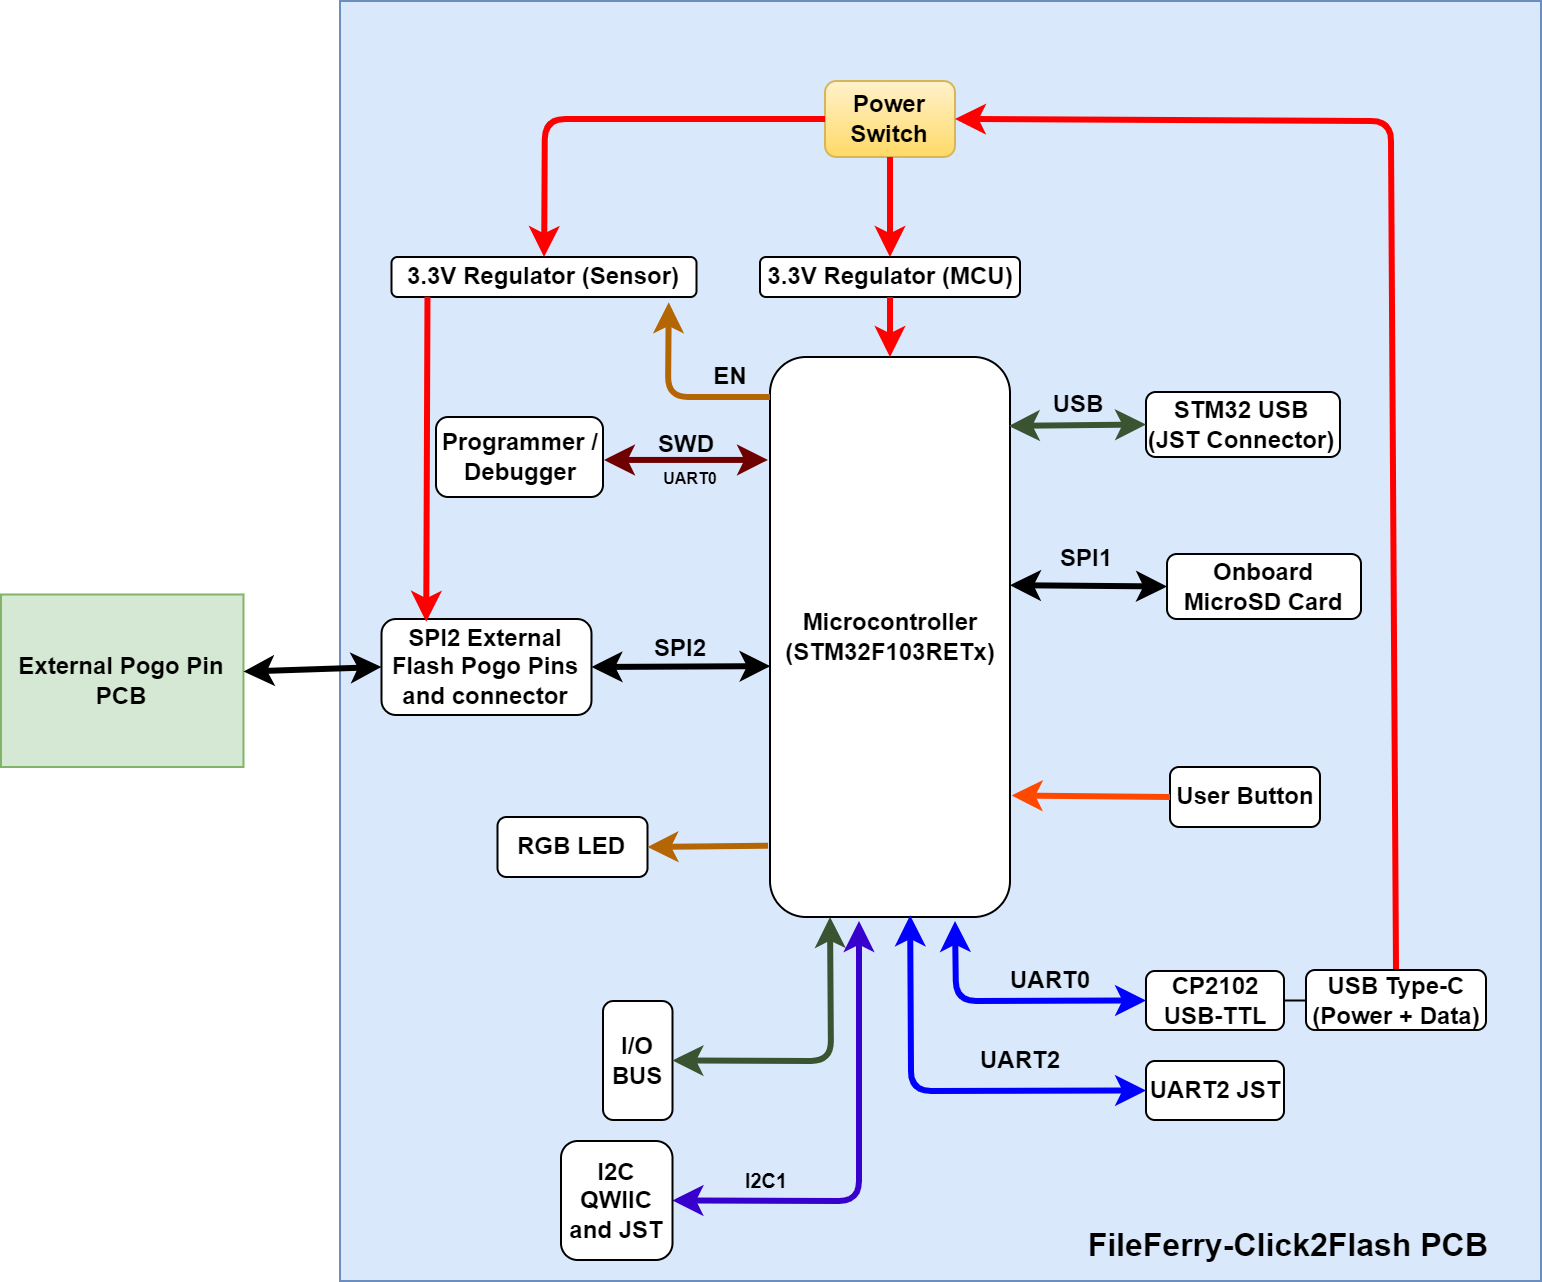 Power
Switch
3.3V Regulator (Sensor)
3.3V Regulator (MCU)
EN
Programmer /
Debugger
SWD
UART0
USB
STM32 USB
(JST Connector)
SPI1
Onboard
MicroSD Card
Microcontroller
(STM32F103RETx)
External Pogo Pin
PCB
SPI2 External
Flash Pogo Pins
and connector
SPI2
User Button
RGB LED
UART0
CP2102
USB-TTL
USB Type-C
(Power + Data)
I/O
BUS
UART2
UART2 JST
I2C
QWIIC
and JST
I2C1
FileFerry-Click2Flash PCB